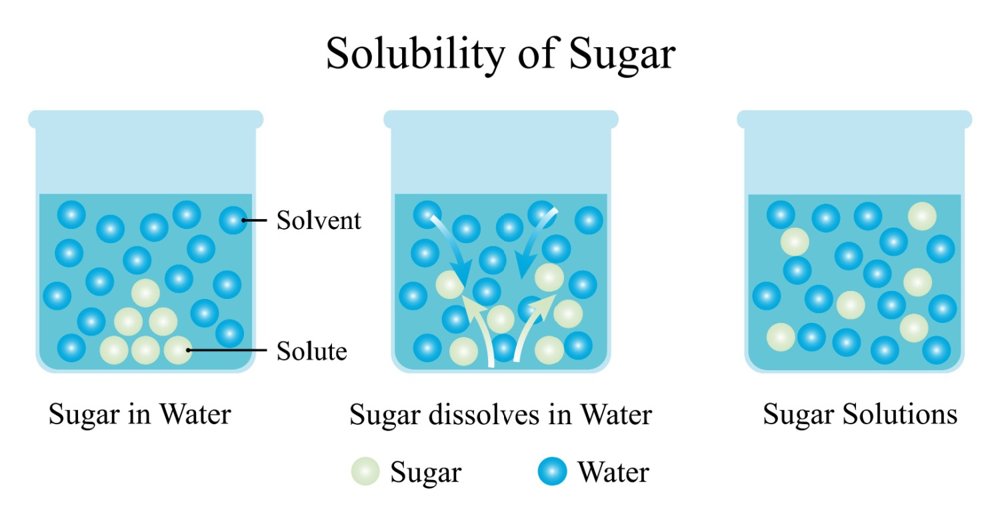 Solubility of Sugar
Solvent
Solute
Sugar in Water
Sugar dissolves in Water
Sugar Solutions
Sugar
Water